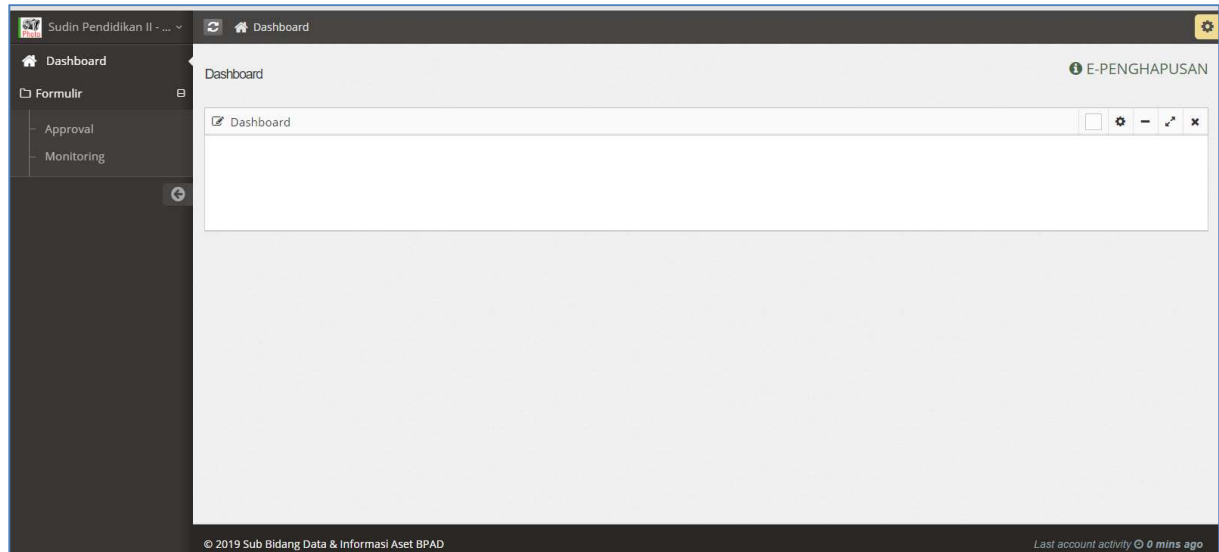 Photo
Sudin Pendidikan II - ...
Dashboard
Dashboard
Formulir
Approval
Monitoring
Dashboard
E-PENGHAPUSAN
Dashboard
© 2019 Sub Bidang Data & Informasi Aset BPAD
Last account activity 0 mins ago